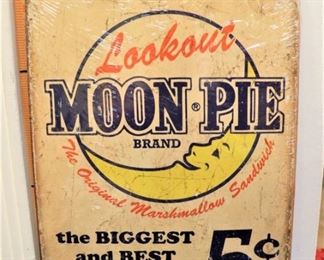 Lookout
MOON® PIE
BRAND
The Original Marshmallow Sandwich
the BIGGEST
and BEST
5¢